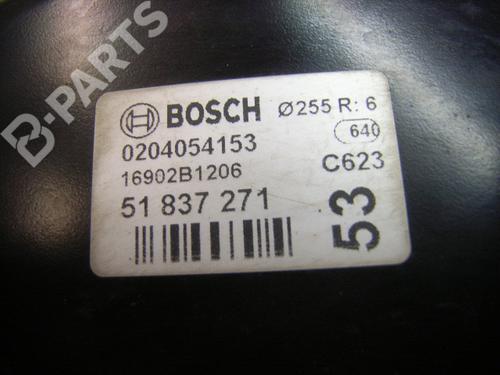 B-PARTS
BOSCH Ø255 R: 6
640
0204054153
C623
16902B1206
51 837 271
53